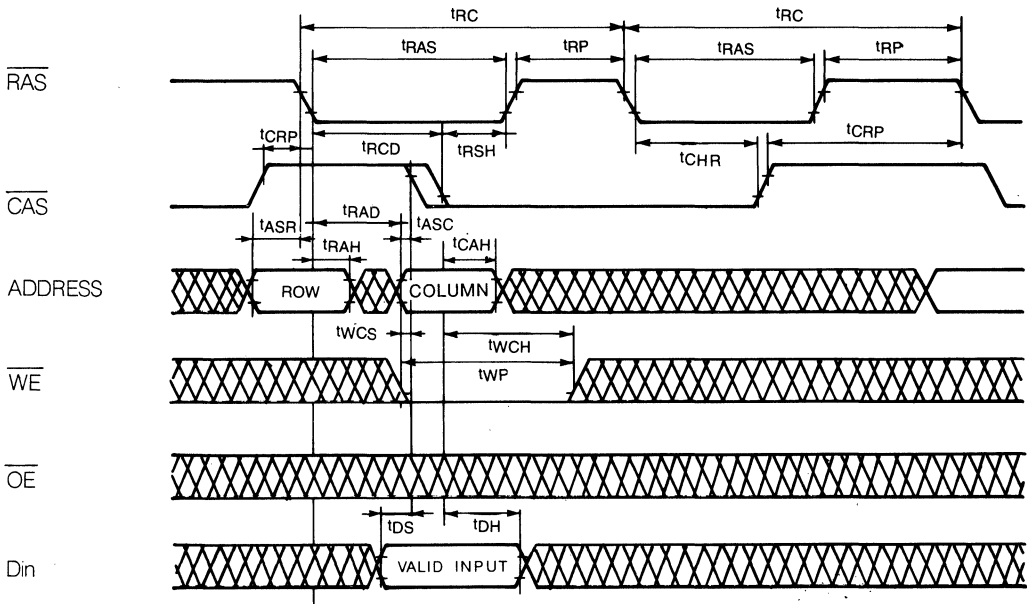 tRC tRC
tRAS tRP tRAS tRP
RAS
tCRP tRCD tRSH tCHR tCRP
CAS
tASR tRAD tASC
tRAH tCAH
ADDRESS ROW COLUMN
tWCS tWCH
tWP
WE
OE
tDS tDH
Din VALID INPUT